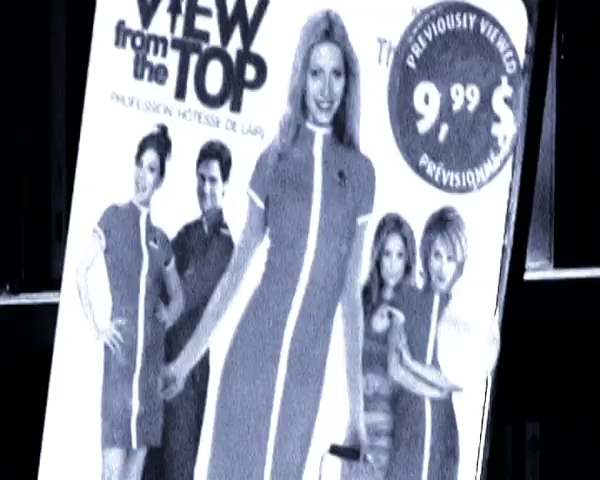 VIEW
from
the TOP
PROFESSION: HÔTESSE DE L'AIR
PREVIOUSLY VIEWED
9,99 $
PRÉVISIONNÉ